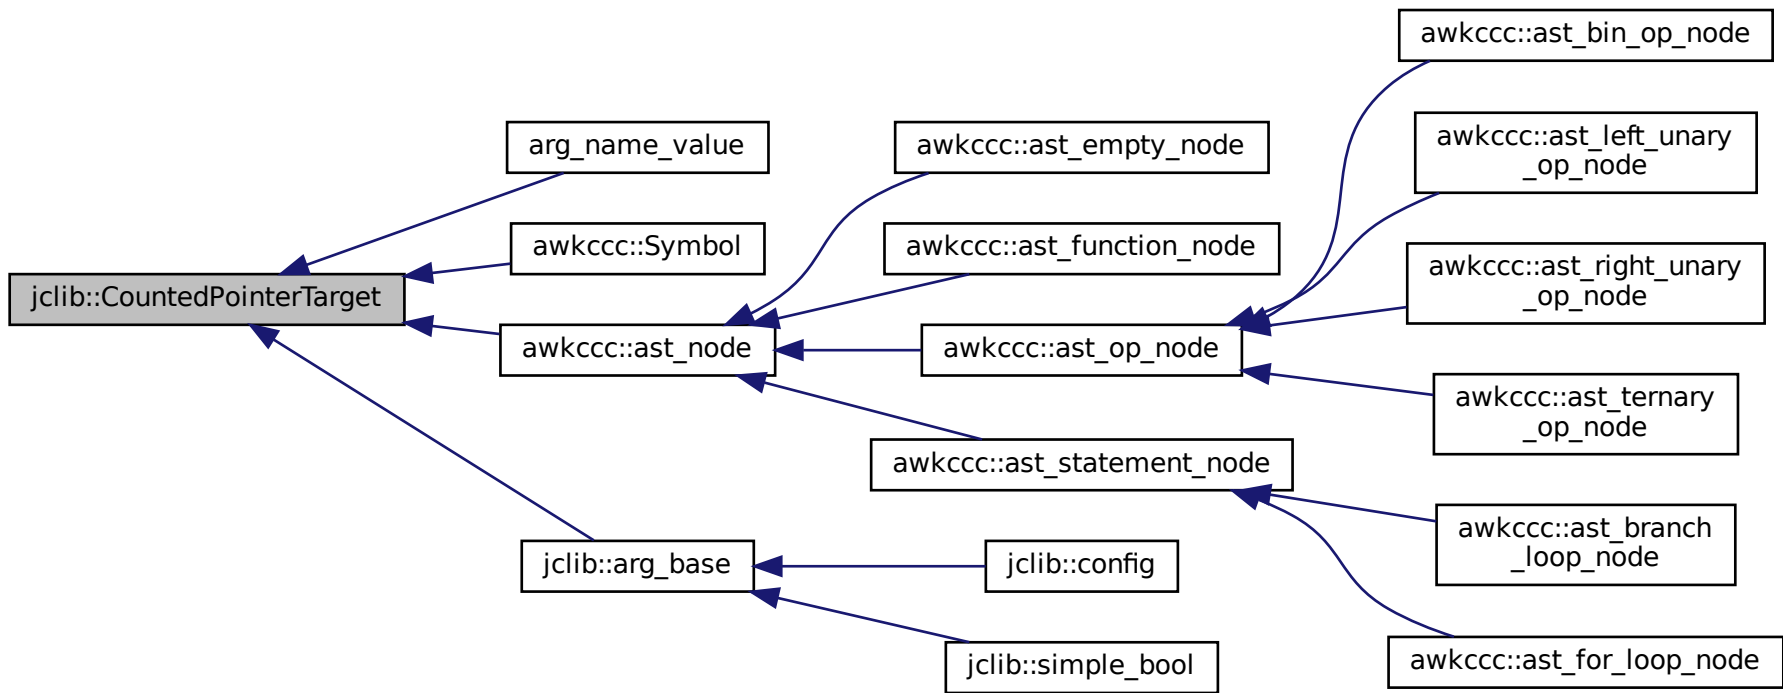 jclib::CountedPointerTarget
arg_name_value
awkccc::Symbol
awkccc::ast_node
jclib::arg_base
awkccc::ast_empty_node
awkccc::ast_function_node
awkccc::ast_op_node
awkccc::ast_statement_node
jclib::config
jclib::simple_bool
awkccc::ast_bin_op_node
awkccc::ast_left_unary
_op_node
awkccc::ast_right_unary
_op_node
awkccc::ast_ternary
_op_node
awkccc::ast_branch
_loop_node
awkccc::ast_for_loop_node